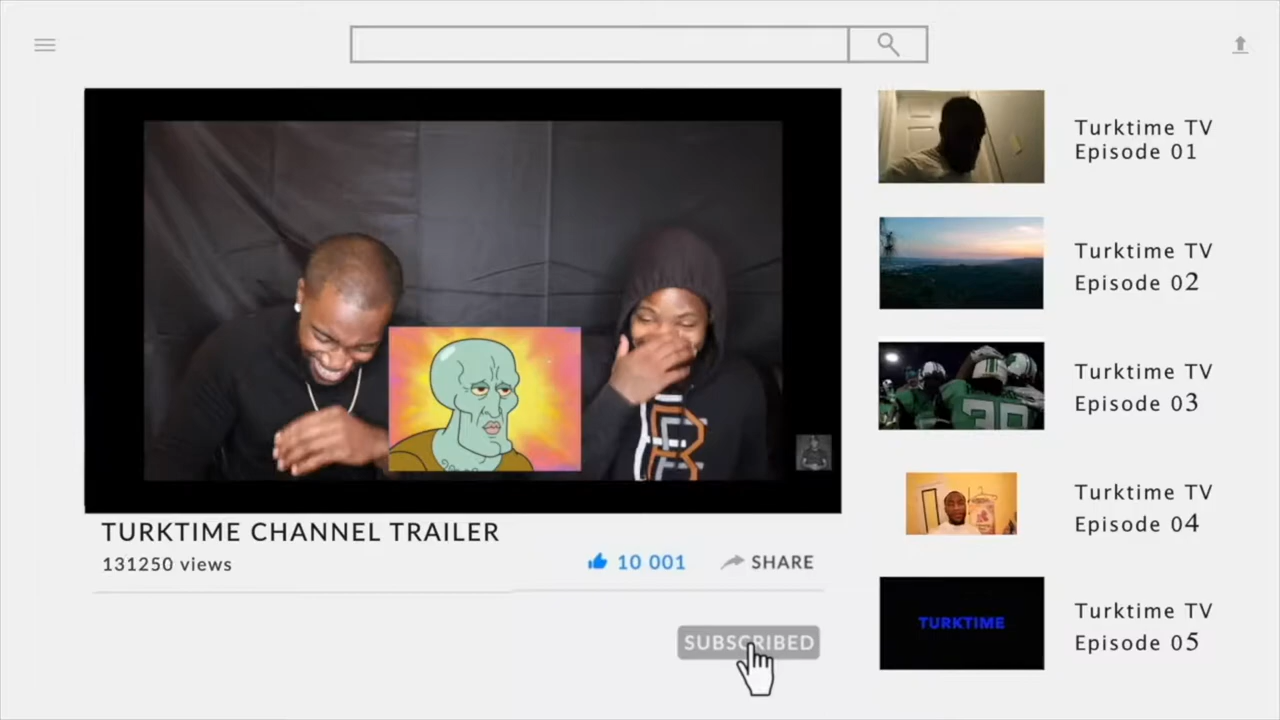 TURKTIME CHANNEL TRAILER
131250 views
10 001
SHARE
SUBSCRIBED
Turktime TV
Episode 01
Turktime TV
Episode 02
39
Turktime TV
Episode 03
Turktime TV
Episode 04
TURKTIME
Turktime TV
Episode 05